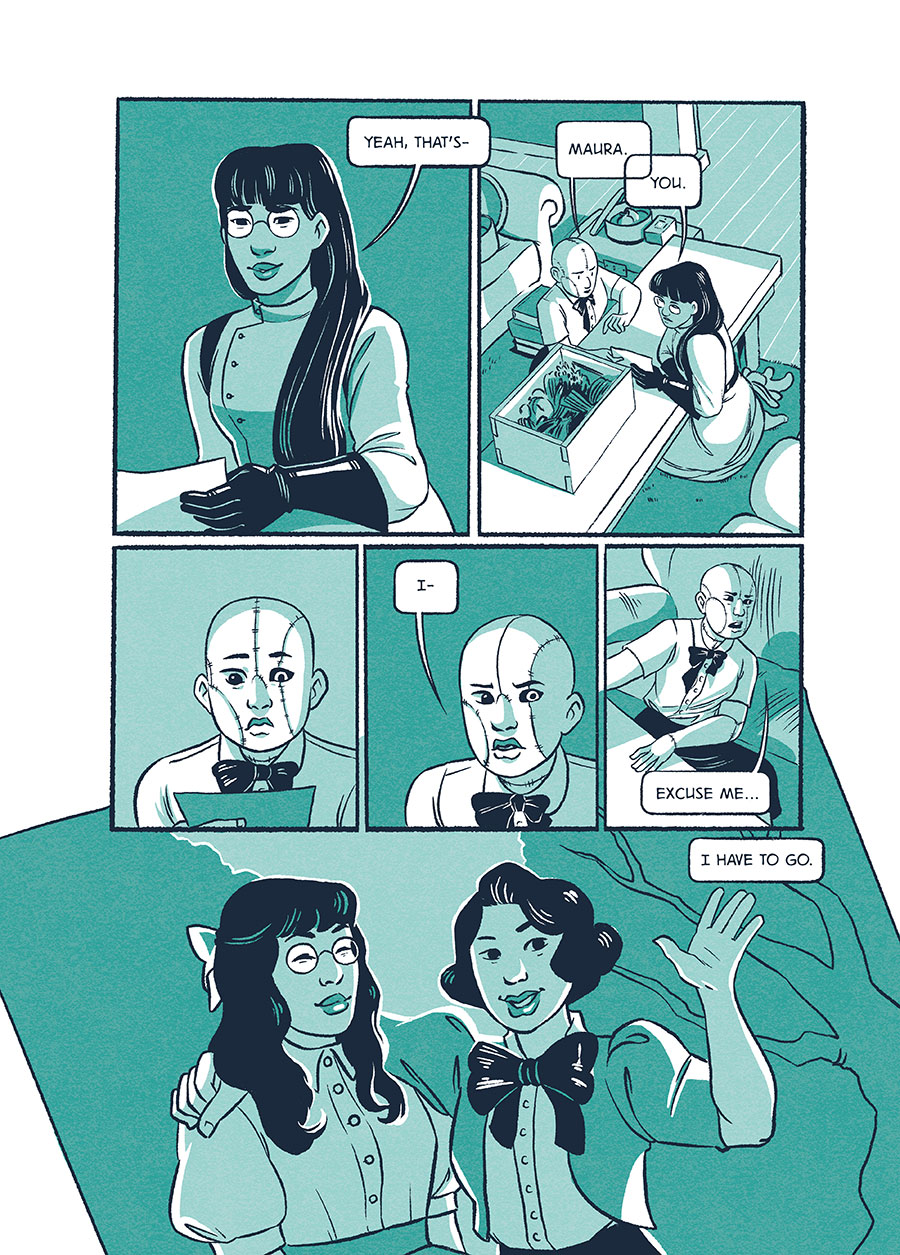 YEAH, THAT'S-
MAURA.
YOU.
I-
EXCUSE ME...
I HAVE TO GO.